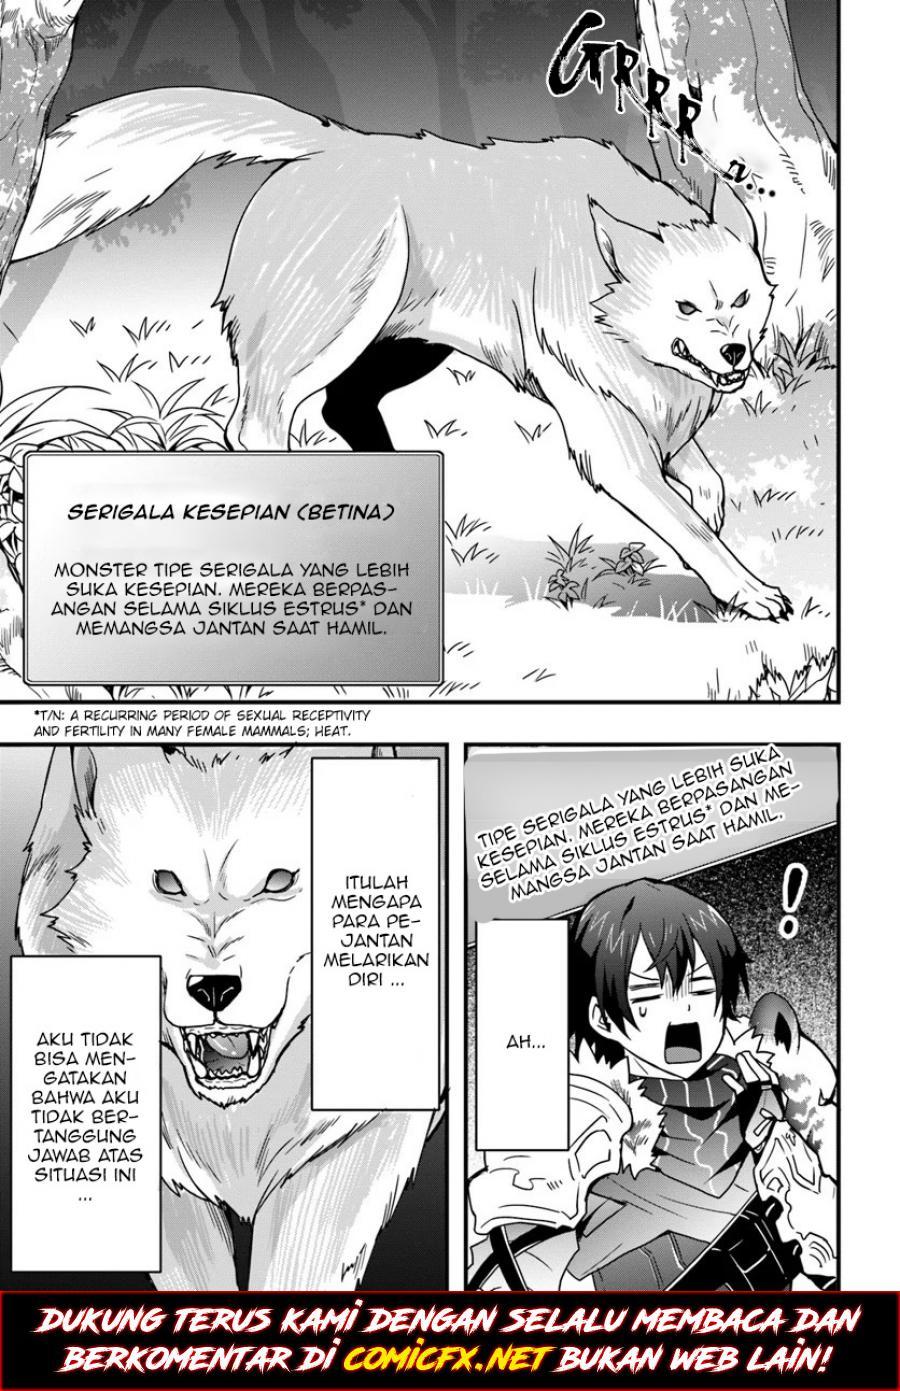 GRRR...
SERIGALA KESEPIAN (BETINA)
MONSTER TIPE SERIGALA YANG LEBIH
SUKA KESEPIAN. MEREKA BERPAS-
ANGAN SELAMA SIKLUS ESTRUS* DAN
MEMANGSA JANTAN SAAT HAMIL.
*T/N: A RECURRING PERIOD OF SEXUAL RECEPTIVITY
AND FERTILITY IN MANY FEMALE MAMMALS; HEAT.
TIPE SERIGALA YANG LEBIH SUKA
KESEPIAN. MEREKA BERPASANGAN
SELAMA SIKLUS ESTRUS* DAN ME-
MANGSA JANTAN SAAT HAMIL.
!
AH...
ITULAH
MENGAPA
PARA PE-
JANTAN
MELARIKAN
DIRI ...
AKU TIDAK
BISA MEN-
GATAKAN
BAHWA AKU
TIDAK BER-
TANGGUNG
JAWAB ATAS
SITUASI INI
...
DUKUNG TERUS KAMI DENGAN SELALU MEMBACA DAN
BERKOMENTAR DI COMICFX.NET BUKAN WEB LAIN!